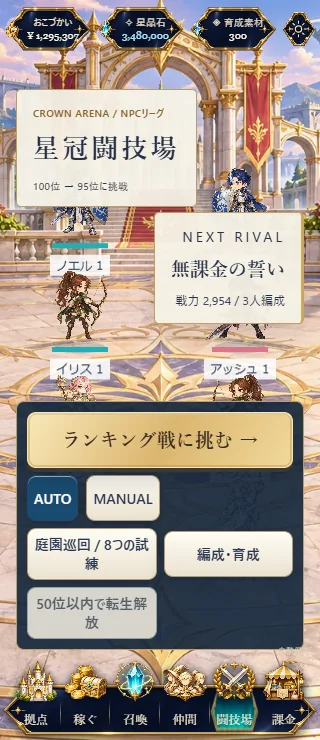 おこづかい
¥1,295,307
✧ 星晶石
3,480,000
◈ 育成素材
300
CROWN ARENA / NPCリーグ
星冠闘技場
100位 — 95位に挑戦
NEXT RIVAL
無課金の誓い
戦力 2,954 / 3人編成
ノエル 1
イリス 1
アッシュ 1
ランキング戦に挑む →
AUTO
MANUAL
庭園巡回 / 8つの試
練
編成・育成
50位以内で転生解
放
拠点
稼ぐ
召喚
仲間
闘技場
課金